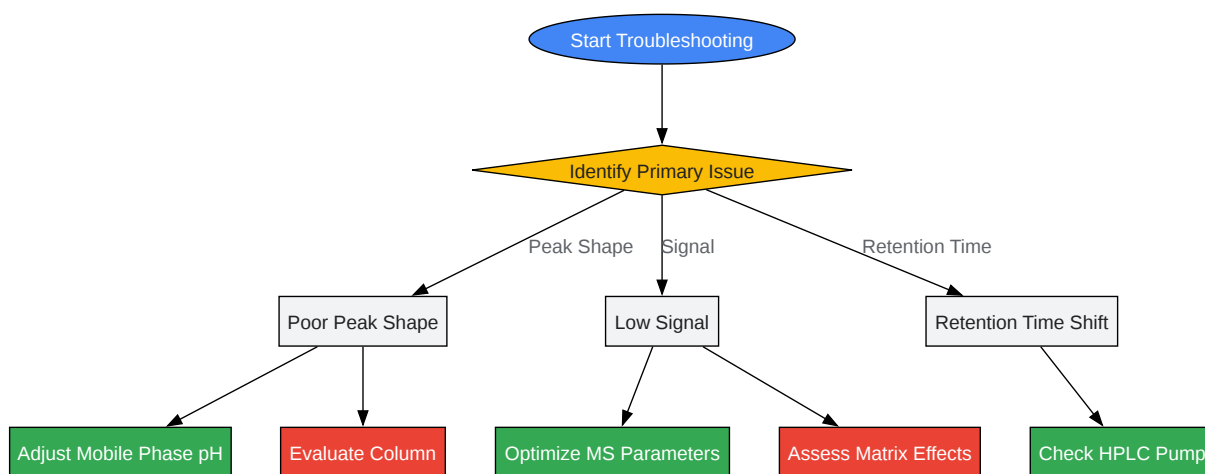 Start Troubleshooting
Identify Primary Issue
Peak Shape
Signal
Retention Time
Poor Peak Shape
Low Signal
Retention Time Shift
Adjust Mobile Phase pH
Evaluate Column
Optimize MS Parameters
Assess Matrix Effects
Check HPLC Pump